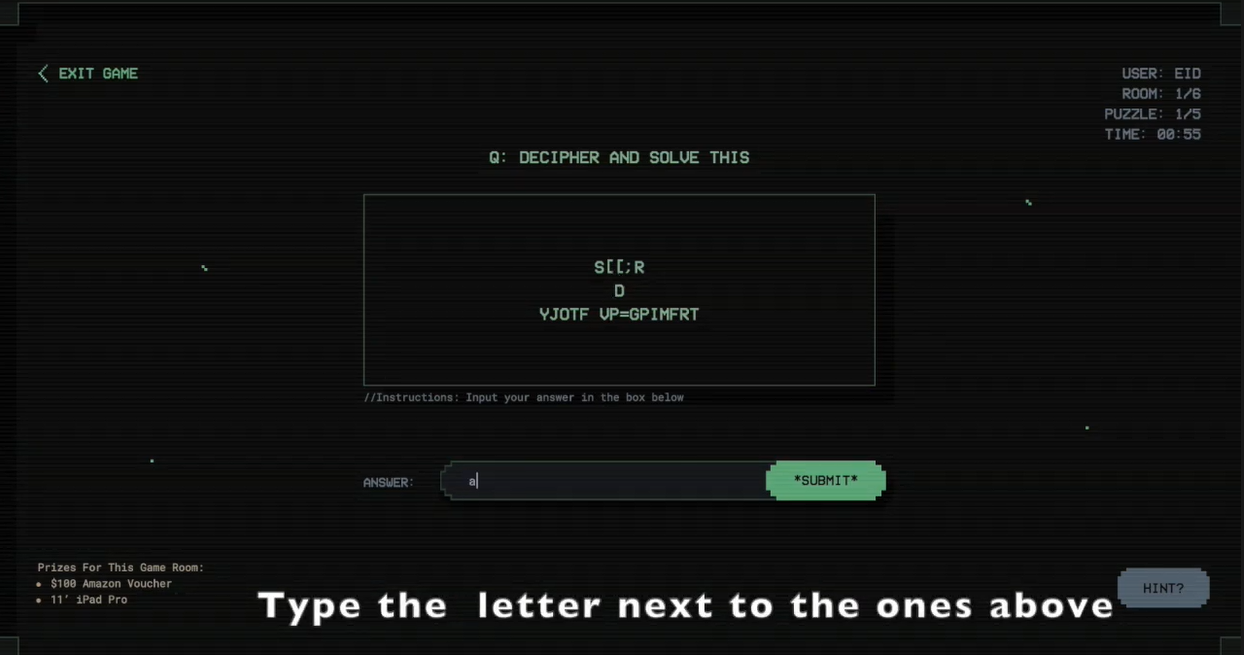 EXIT GAME
USER: EID
ROOM: 1/6
PUZZLE: 1/5
TIME: 00:55
Q: DECIPHER AND SOLVE THIS
S[[;R
D
YJOTF VP=GPIMFRT
//Instructions: Input your answer in the box below
ANSWER:
a
*SUBMIT*
Prizes For This Game Room:
• $100 Amazon Voucher
• 11' iPad Pro
HINT?
Type the letter next to the ones above